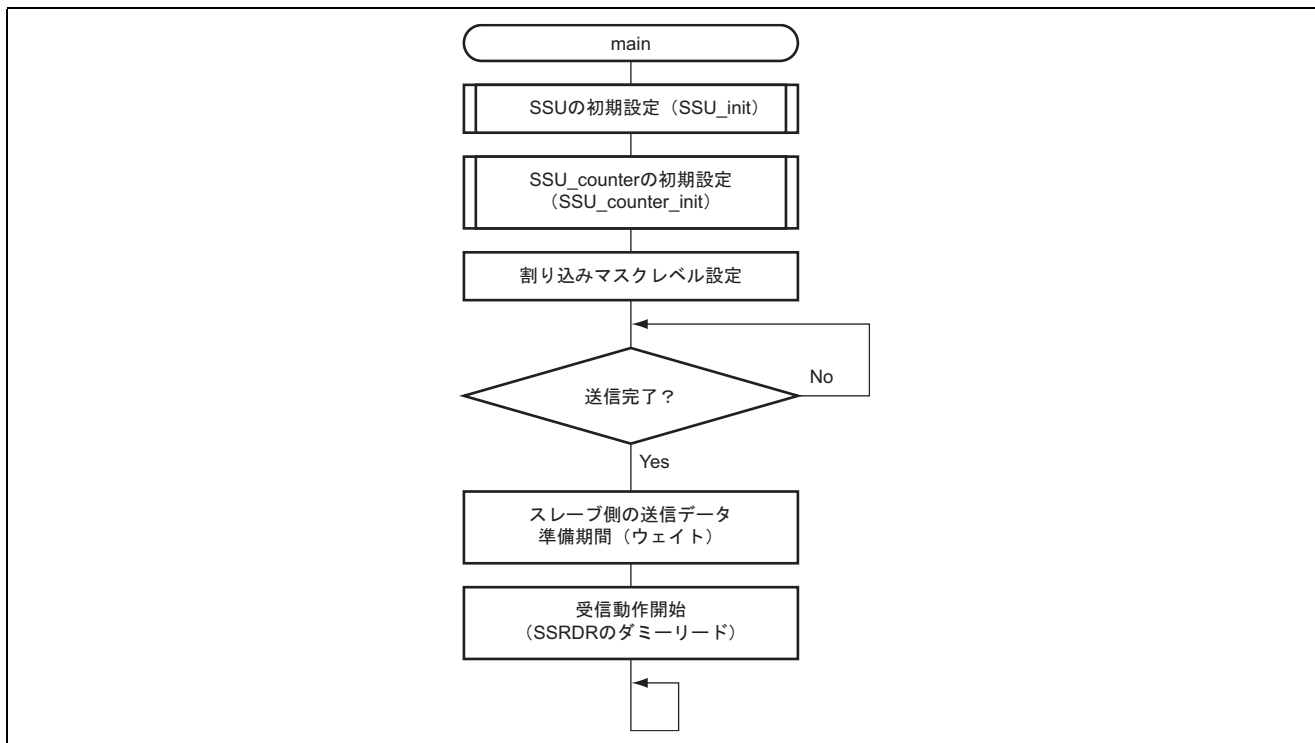 main
SSUの初期設定（SSU_init）
SSU_counterの初期設定
（SSU_counter_init）
割り込みマスクレベル設定
送信完了？
No
Yes
スレーブ側の送信データ
準備期間（ウェイト）
受信動作開始
（SSRDRのダミーリード）